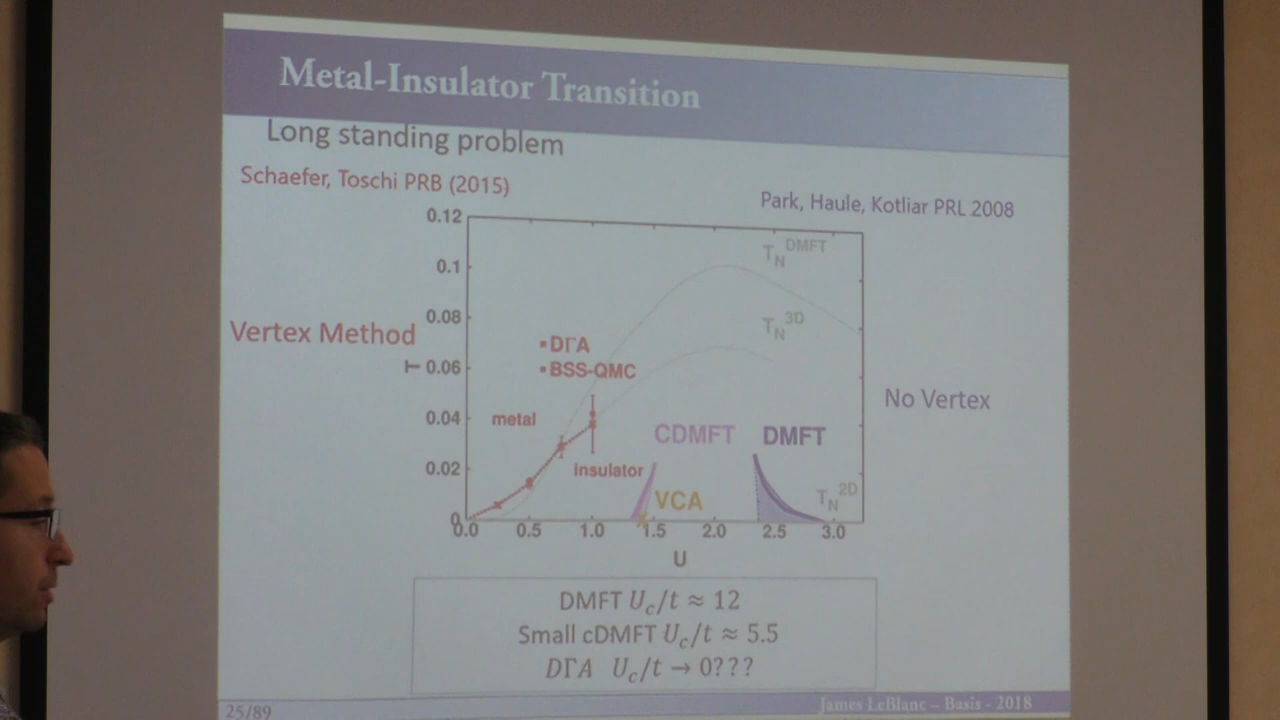 Metal-Insulator Transition
Long standing problem
Schaefer, Toschi PRB (2015)
Park, Haule, Kotliar PRL 2008
Vertex Method
No Vertex
0.12
0.1
0.08
0.06
0.04
0.02
0
T
T_N^DMFT
T_N^3D
DΓA
BSS-QMC
metal
insulator
CDMFT
DMFT
VCA
T_N^2D
0.0 0.5 1.0 1.5 2.0 2.5 3.0
U
DMFT U_c/t ≈ 12
Small cDMFT U_c/t ≈ 5.5
DΓA U_c/t → 0???
25/89
James LeBlanc – Basis - 2018